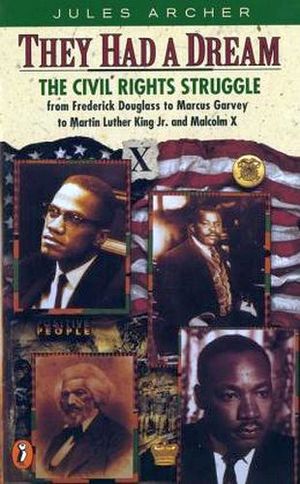 JULES ARCHER
THEY HAD A DREAM
THE CIVIL RIGHTS STRUGGLE
from Frederick Douglass to Marcus Garvey
to Martin Luther King Jr. and Malcolm X
X
PEOPLE